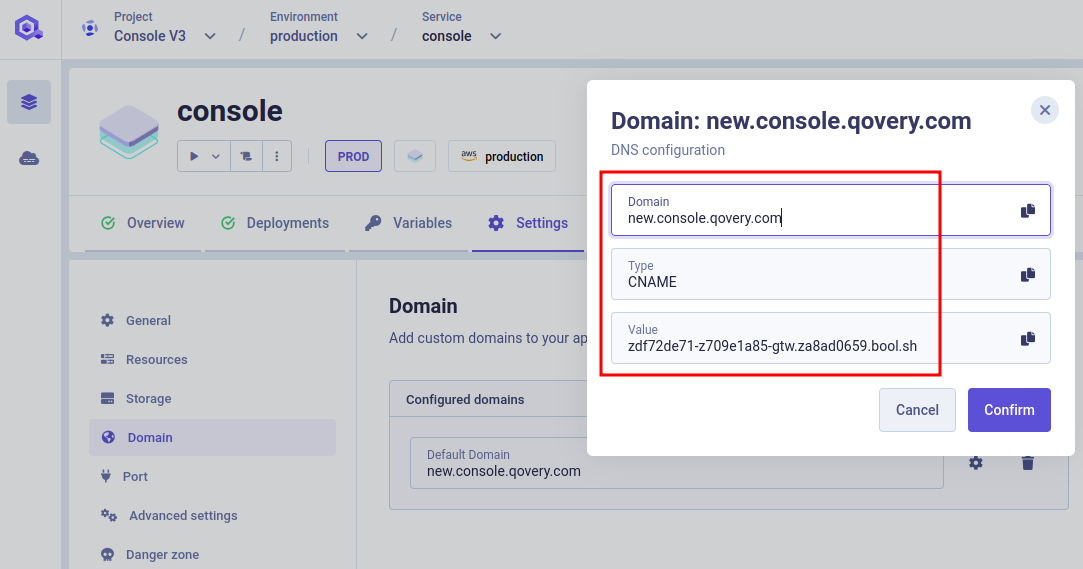 Project
Console V3
/
Environment
production
/
Service
console
console
PROD
aws production
Overview
Deployments
Variables
Settings
General
Resources
Storage
Domain
Port
Advanced settings
Danger zone
Domain
Add custom domains to your ap
Configured domains
Default Domain
new.console.qovery.com
Domain: new.console.qovery.com
DNS configuration
Domain
new.console.qovery.com
Type
CNAME
Value
zdf72de71-z709e1a85-gtw.za8ad0659.bool.sh
Cancel
Confirm